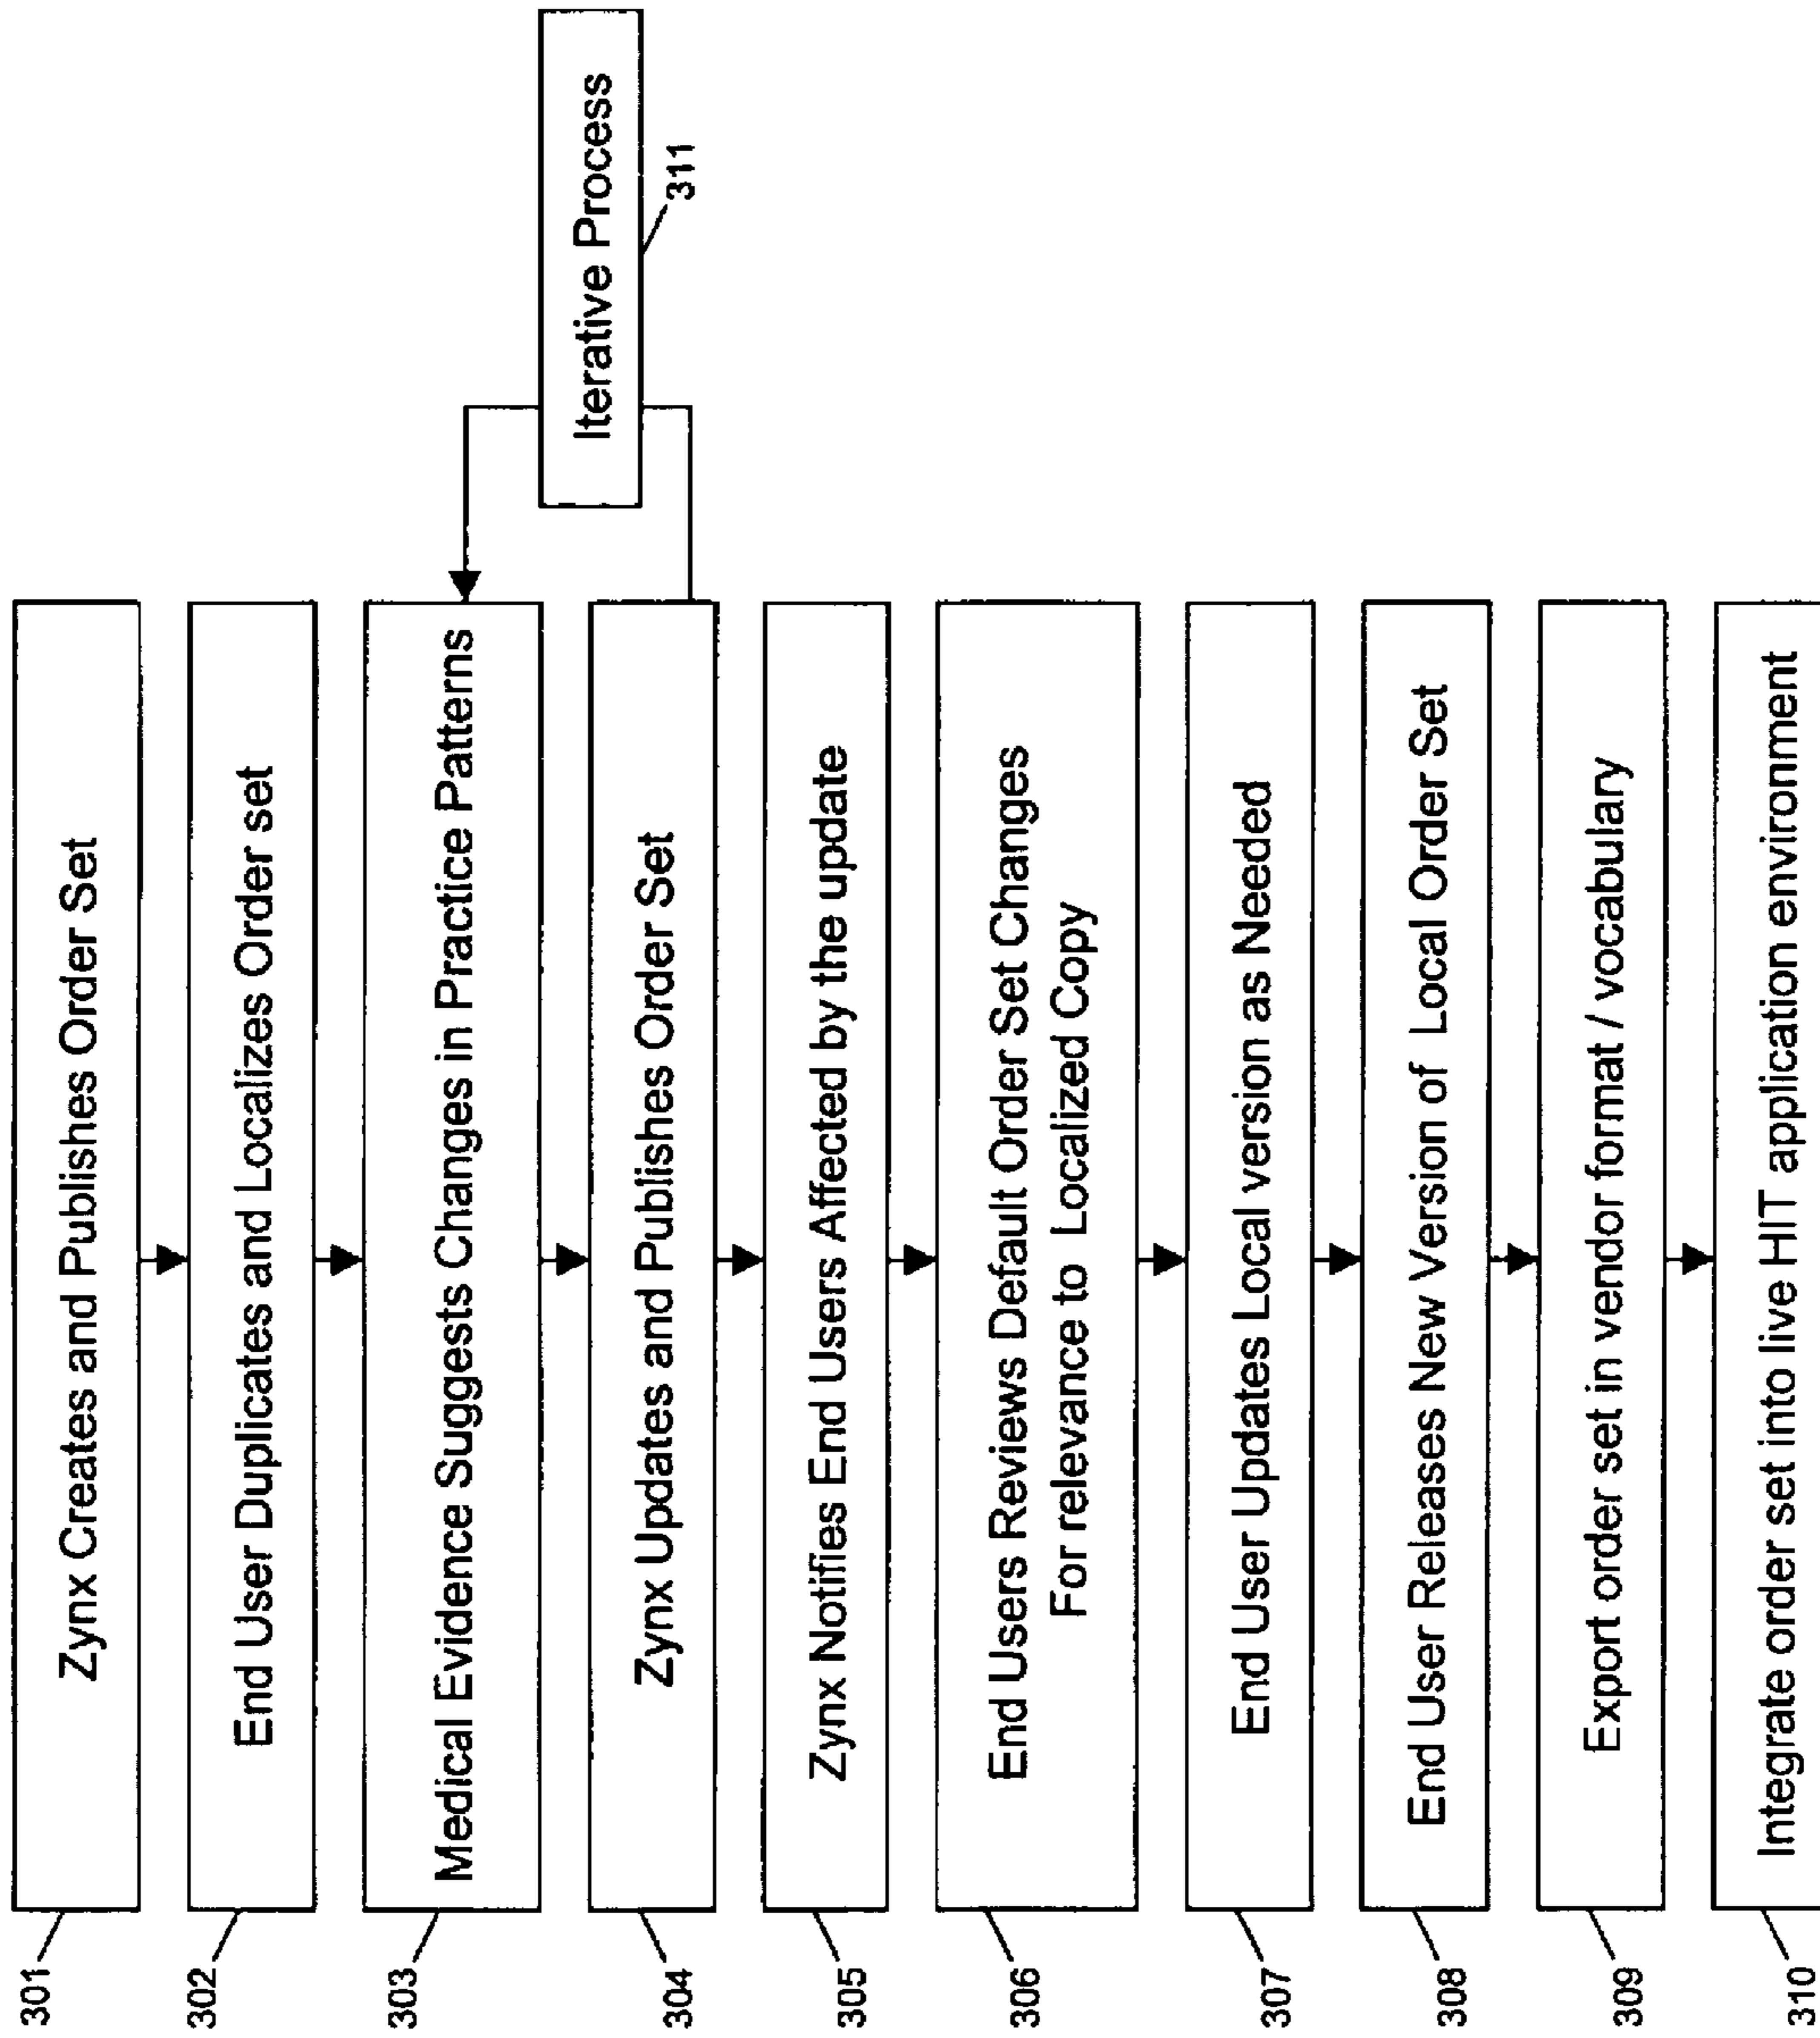 301
Zynx Creates and Publishes Order Set
302
End User Duplicates and Localizes Order set
303
Medical Evidence Suggests Changes in Practice Patterns
304
Zynx Updates and Publishes Order Set
Iterative Process
311
305
Zynx Notifies End Users Affected by the update
306
End Users Reviews Default Order Set Changes
For relevance to Localized Copy
307
End User Updates Local version as Needed
308
End User Releases New Version of Local Order Set
309
Export order set in vendor format / vocabulary
310
Integrate order set into live HIT application environment